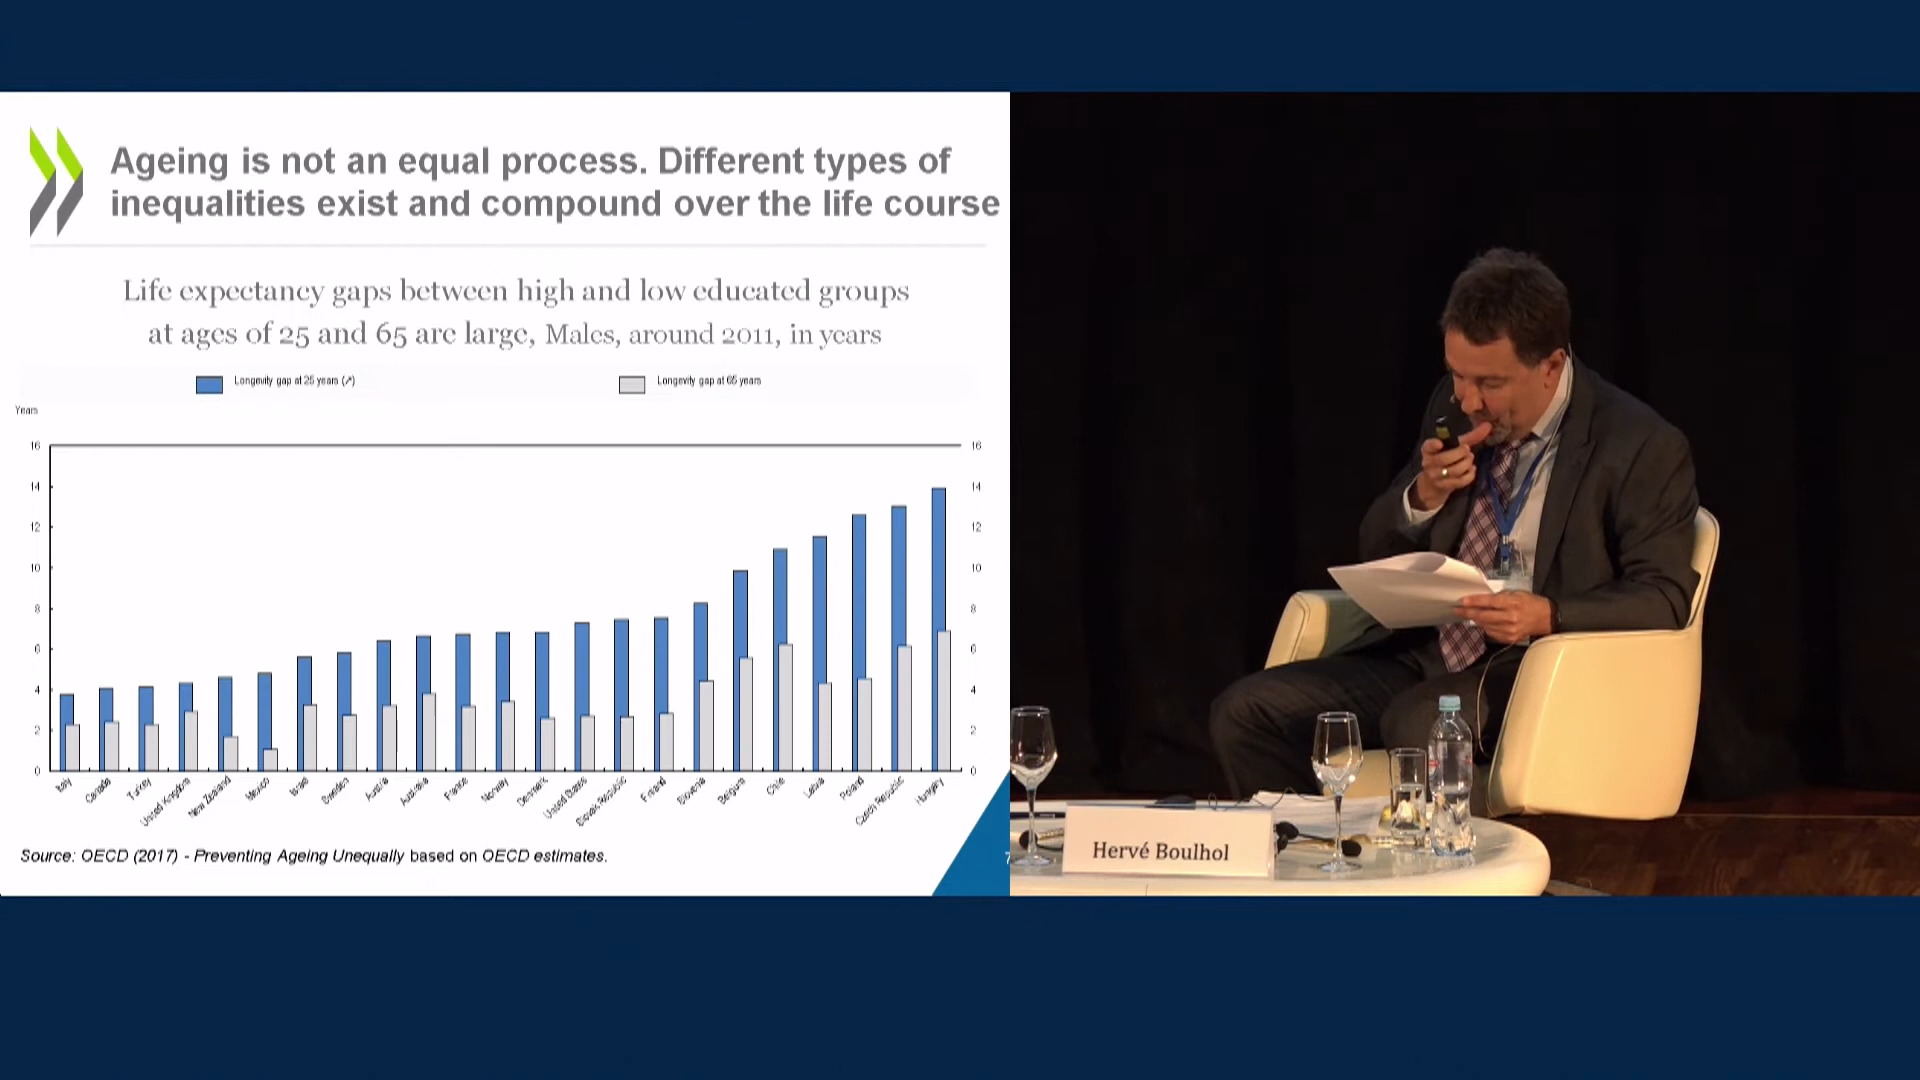 Ageing is not an equal process. Different types of
inequalities exist and compound over the life course
Life expectancy gaps between high and low educated groups
at ages of 25 and 65 are large, Males, around 2011, in years
Longevity gap at 25 years (↗)
Longevity gap at 65 years
Years
16 16
14 14
12 12
10 10
8 8
6 6
4 4
2 2
0 0
Italy
Canada
Turkey
United Kingdom
New Zealand
Mexico
Israel
Sweden
Austria
Australia
France
Norway
Denmark
United States
Slovak Republic
Finland
Slovenia
Belgium
Chile
Latvia
Poland
Czech Republic
Hungary
Source: OECD (2017) - Preventing Ageing Unequally based on OECD estimates.
7
Hervé Boulhol